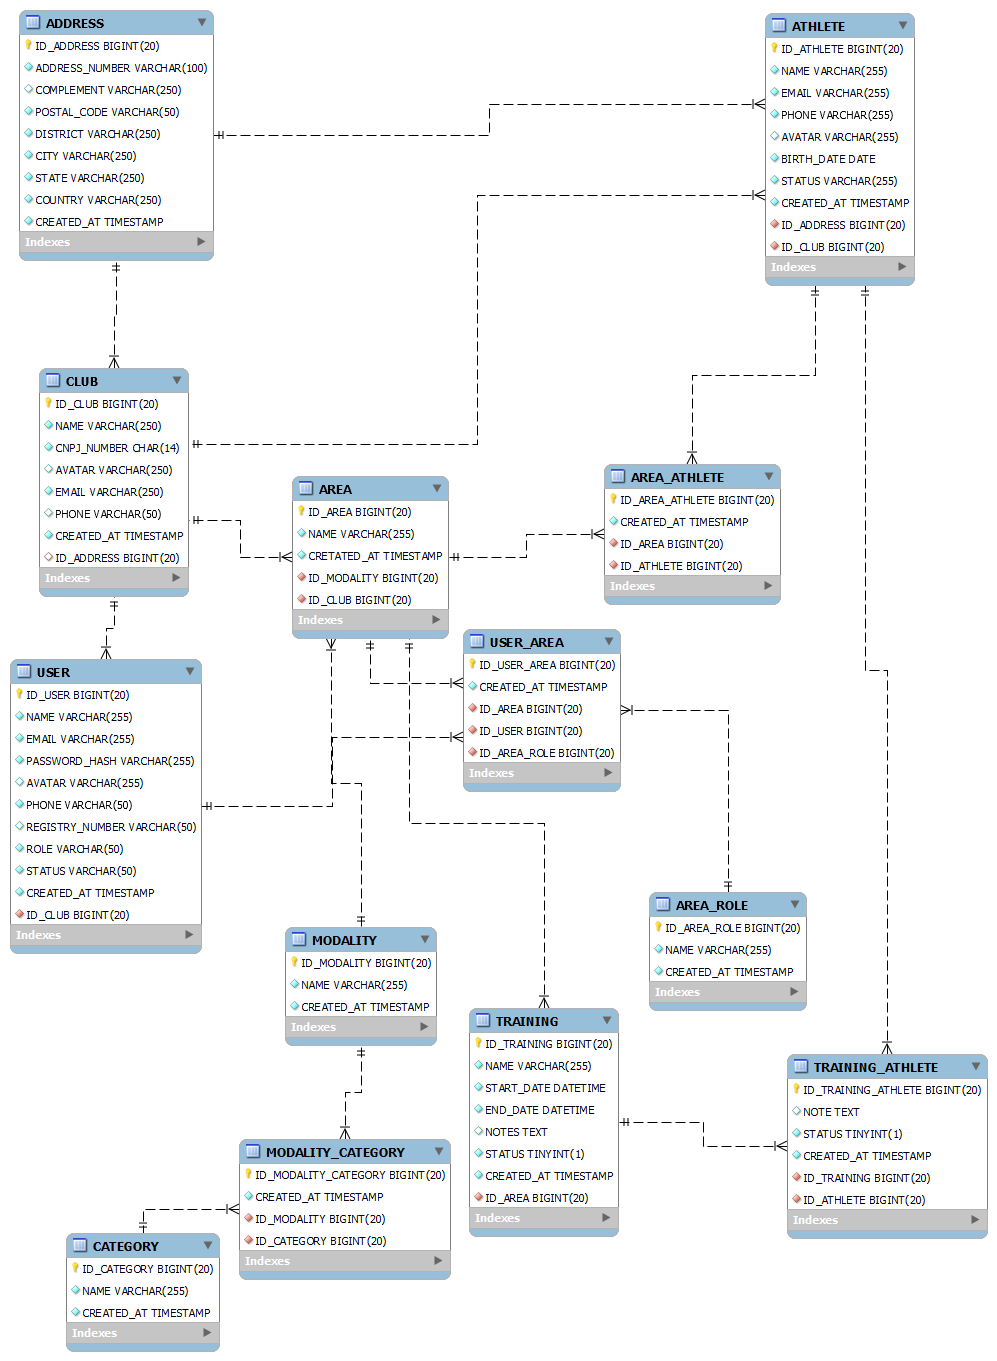 ADDRESS
ID_ADDRESS BIGINT(20)
ADDRESS_NUMBER VARCHAR(100)
COMPLEMENT VARCHAR(250)
POSTAL_CODE VARCHAR(50)
DISTRICT VARCHAR(250)
CITY VARCHAR(250)
STATE VARCHAR(250)
COUNTRY VARCHAR(250)
CREATED_AT TIMESTAMP
Indexes
ATHLETE
ID_ATHLETE BIGINT(20)
NAME VARCHAR(255)
EMAIL VARCHAR(255)
PHONE VARCHAR(255)
AVATAR VARCHAR(255)
BIRTH_DATE DATE
STATUS VARCHAR(255)
CREATED_AT TIMESTAMP
ID_ADDRESS BIGINT(20)
ID_CLUB BIGINT(20)
Indexes
CLUB
ID_CLUB BIGINT(20)
NAME VARCHAR(250)
CNPJ_NUMBER CHAR(14)
AVATAR VARCHAR(250)
EMAIL VARCHAR(250)
PHONE VARCHAR(50)
CREATED_AT TIMESTAMP
ID_ADDRESS BIGINT(20)
Indexes
AREA
ID_AREA BIGINT(20)
NAME VARCHAR(255)
CRETATED_AT TIMESTAMP
ID_MODALITY BIGINT(20)
ID_CLUB BIGINT(20)
Indexes
AREA_ATHLETE
ID_AREA_ATHLETE BIGINT(20)
CREATED_AT TIMESTAMP
ID_AREA BIGINT(20)
ID_ATHLETE BIGINT(20)
Indexes
USER
ID_USER BIGINT(20)
NAME VARCHAR(255)
EMAIL VARCHAR(255)
PASSWORD_HASH VARCHAR(255)
AVATAR VARCHAR(255)
PHONE VARCHAR(50)
REGISTRY_NUMBER VARCHAR(50)
ROLE VARCHAR(50)
STATUS VARCHAR(50)
CREATED_AT TIMESTAMP
ID_CLUB BIGINT(20)
Indexes
USER_AREA
ID_USER_AREA BIGINT(20)
CREATED_AT TIMESTAMP
ID_AREA BIGINT(20)
ID_USER BIGINT(20)
ID_AREA_ROLE BIGINT(20)
Indexes
AREA_ROLE
ID_AREA_ROLE BIGINT(20)
NAME VARCHAR(255)
CREATED_AT TIMESTAMP
Indexes
MODALITY
ID_MODALITY BIGINT(20)
NAME VARCHAR(255)
CREATED_AT TIMESTAMP
Indexes
TRAINING
ID_TRAINING BIGINT(20)
NAME VARCHAR(255)
START_DATE DATETIME
END_DATE DATETIME
NOTES TEXT
STATUS TINYINT(1)
CREATED_AT TIMESTAMP
ID_AREA BIGINT(20)
Indexes
TRAINING_ATHLETE
ID_TRAINING_ATHLETE BIGINT(20)
NOTE TEXT
STATUS TINYINT(1)
CREATED_AT TIMESTAMP
ID_TRAINING BIGINT(20)
ID_ATHLETE BIGINT(20)
Indexes
MODALITY_CATEGORY
ID_MODALITY_CATEGORY BIGINT(20)
CREATED_AT TIMESTAMP
ID_MODALITY BIGINT(20)
ID_CATEGORY BIGINT(20)
Indexes
CATEGORY
ID_CATEGORY BIGINT(20)
NAME VARCHAR(255)
CREATED_AT TIMESTAMP
Indexes